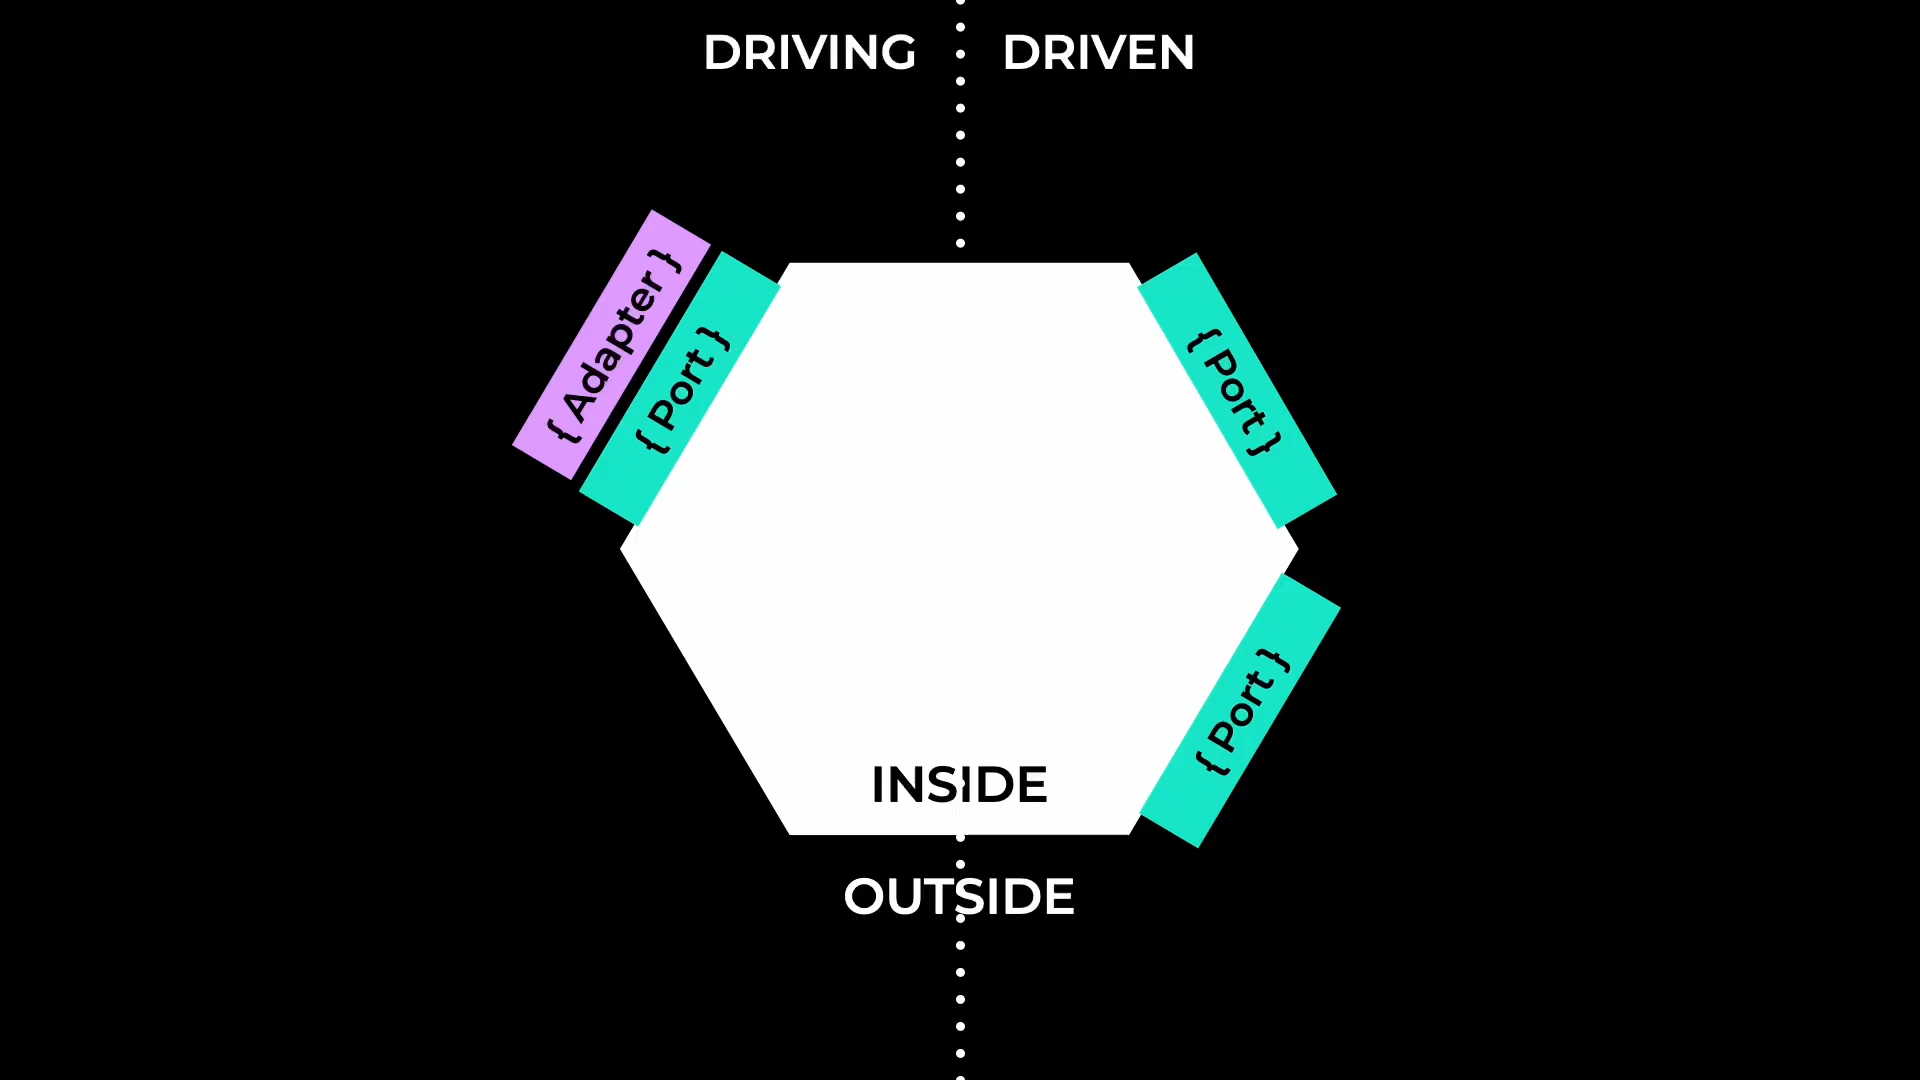 DRIVING
DRIVEN
{ Adapter }
{ Port }
{ Port }
{ Port }
INSIDE
OUTSIDE